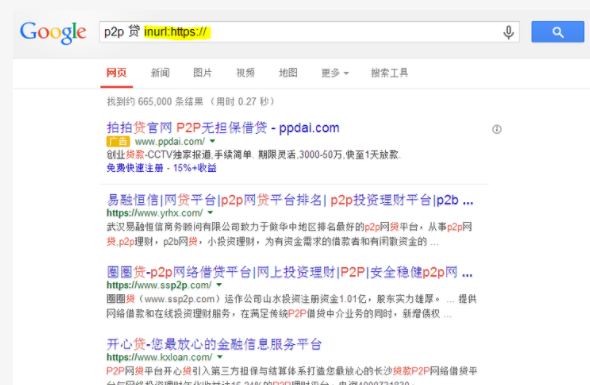 Google
p2p 贷 inurl:https://
网页 新闻 图片 视频 地图 更多 搜索工具
找到约 665,000 条结果 （用时 0.27 秒）
拍拍贷官网 P2P无担保借贷 - ppdai.com
广告 www.ppdai.com/
创业贷款-CCTV独家报道,手续简单. 期限灵活,3000-50万,快至1天放款.
免费快速注册 - 15%+收益
易融恒信|网贷平台|p2p网贷平台排名| p2p投资理财平台|p2b ...
https://www.yrhx.com/
武汉易融恒信商务顾问有限公司致力于做华中地区排名最好的p2p网贷平台，从事p2p网
贷,p2p理财，p2b网贷，小投资理财，为有资金需求的借款者和有闲散资金的 ...
圈圈贷-p2p网络借贷平台|网上投资理财|P2P|安全稳健p2p网 ...
https://www.ssp2p.com/
圈圈贷（www.ssp2p.com）运作公司山水投资注册资金1.01亿，股东实力雄厚。 ... 提供
网络借款和在线投资理财服务，在满足传统P2P借贷中介业务的同时，新增债权 ...
开心贷-您最放心的金融信息服务平台
https://www.kxloan.com/
P2P网贷平台开心贷引入第三方担保与结算体系打造您最放心的长沙贷款P2P网络借贷平